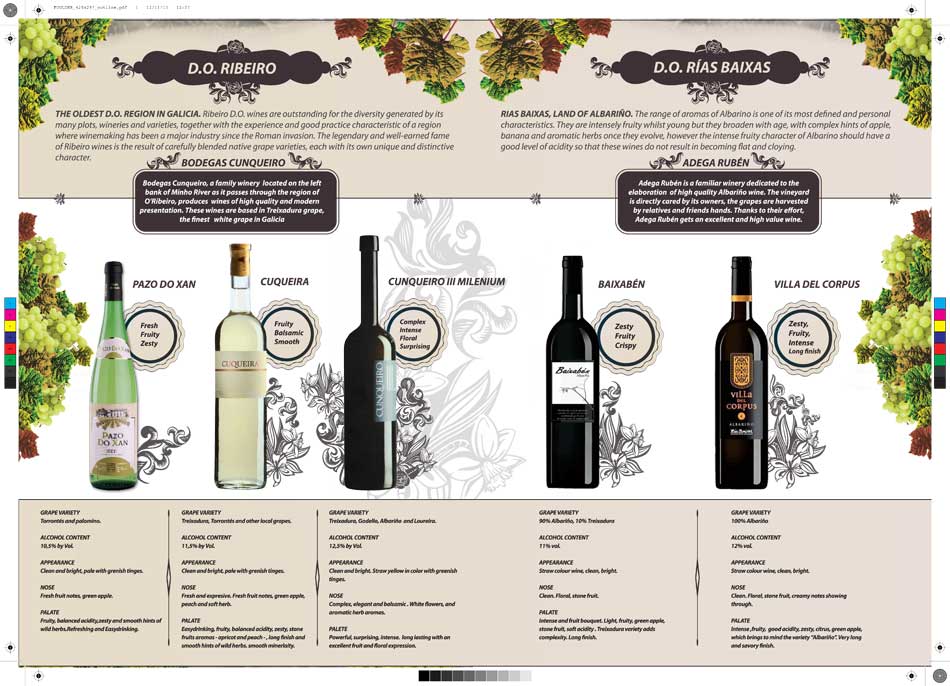 FOULDER_420x297_outline.pdf 1 12/11/13 12:37
D.O. RIBEIRO
THE OLDEST D.O. REGION IN GALICIA. Ribeiro D.O. wines are outstanding for the diversity generated by its
many plots, wineries and varieties, together with the experience and good practice characteristic of a region
where winemaking has been a major industry since the Roman invasion. The legendary and well-earned fame
of Ribeiro wines is the result of carefully blended native grape varieties, each with its own unique and distinctive
character.
BODEGAS CUNQUEIRO
Bodegas Cunqueiro, a family winery located on the left
bank of Minho River as it passes through the region of
O'Ribeiro, produces wines of high quality and modern
presentation. These wines are based in Treixadura grape,
the finest white grape in Galicia
D.O. RÍAS BAIXAS
RIAS BAIXAS, LAND OF ALBARIÑO. The range of aromas of Albarino is one of its most defined and personal
characteristics. They are intensely fruity whilst young but they broaden with age, with complex hints of apple,
banana and aromatic herbs once they evolve, however the intense fruity character of Albarino should have a
good level of acidity so that these wines do not result in becoming flat and cloying.
ADEGA RUBÉN
Adega Rubén is a familiar winery dedicated to the
elaboration of high quality Albariño wine. The vineyard
is directly cared by its owners, the grapes are harvested
by relatives and friends hands. Thanks to their effort,
Adega Rubén gets an excellent and high value wine.
PAZO DO XAN
Fresh
Fruity
Zesty
PAZO
DO XAN
CUQUEIRA
Fruity
Balsamic
Smooth
CUQUEIRA
CUNQUEIRO III MILENIUM
Complex
Intense
Floral
Surprising
CUNQUEIRO
BAIXABÉN
Zesty
Fruity
Crispy
Baixabén
VILLA DEL CORPUS
Zesty,
Fruity,
Intense
Long finish
VILLA
DEL
CORPUS
ALBARIÑO
Rías Baixas
GRAPE VARIETY
Torrontés and palomino.
ALCOHOL CONTENT
10,5% by Vol.
APPEARANCE
Clean and bright, pale with grenish tinges.
NOSE
Fresh fruit notes, green apple.
PALATE
Fruity, balanced acidity,zesty and smooth hints of
wild herbs.Refreshing and Easydrinking.
GRAPE VARIETY
Treixadura, Torrontés and other local grapes.
ALCOHOL CONTENT
11,5% by Vol.
APPEARANCE
Clean and bright, pale with grenish tinges.
NOSE
Fresh and expresive. Fresh fruit notes, green apple,
peach and soft herb.
PALATE
Easydrinking, fruity, balanced acidity, zesty, stone
fruits aromas - apricot and peach - , long finish and
smooth hints of wild herbs, smooth minerlaity.
GRAPE VARIETY
Treixadura, Godello, Albariño and Loureira.
ALCOHOL CONTENT
12,5% by Vol.
APPEARANCE
Clean and bright. Straw yellow in color with greenish
tinges.
NOSE
Complex, elegant and balsamc . White flowers, and
aromatic herb aromas.
PALETE
Powerful, surprising, intense. long lasting with an
excellent fruit and floral expression.
GRAPE VARIETY
90% Albariño, 10% Treixadura
ALCOHOL CONTENT
11% vol.
APPEARANCE
Straw colour wine, clean, bright.
NOSE
Clean. Floral, stone fruit.
PALATE
Intense and fruit bouquet. Light, fruity, green apple,
stone fruit, soft acidity . Treixadura variety adds
complexity. Long finish.
GRAPE VARIETY
100% Albariño
ALCOHOL CONTENT
12% vol.
APPEARANCE
Straw colour wine, clean, bright.
NOSE
Clean. Floral, stone fruit, creamy notes showing
through.
PALATE
Intense ,fruity, good acidity, zesty, citrus, green apple,
which brings to mind the variety "Albariño". Very long
and savory finish.